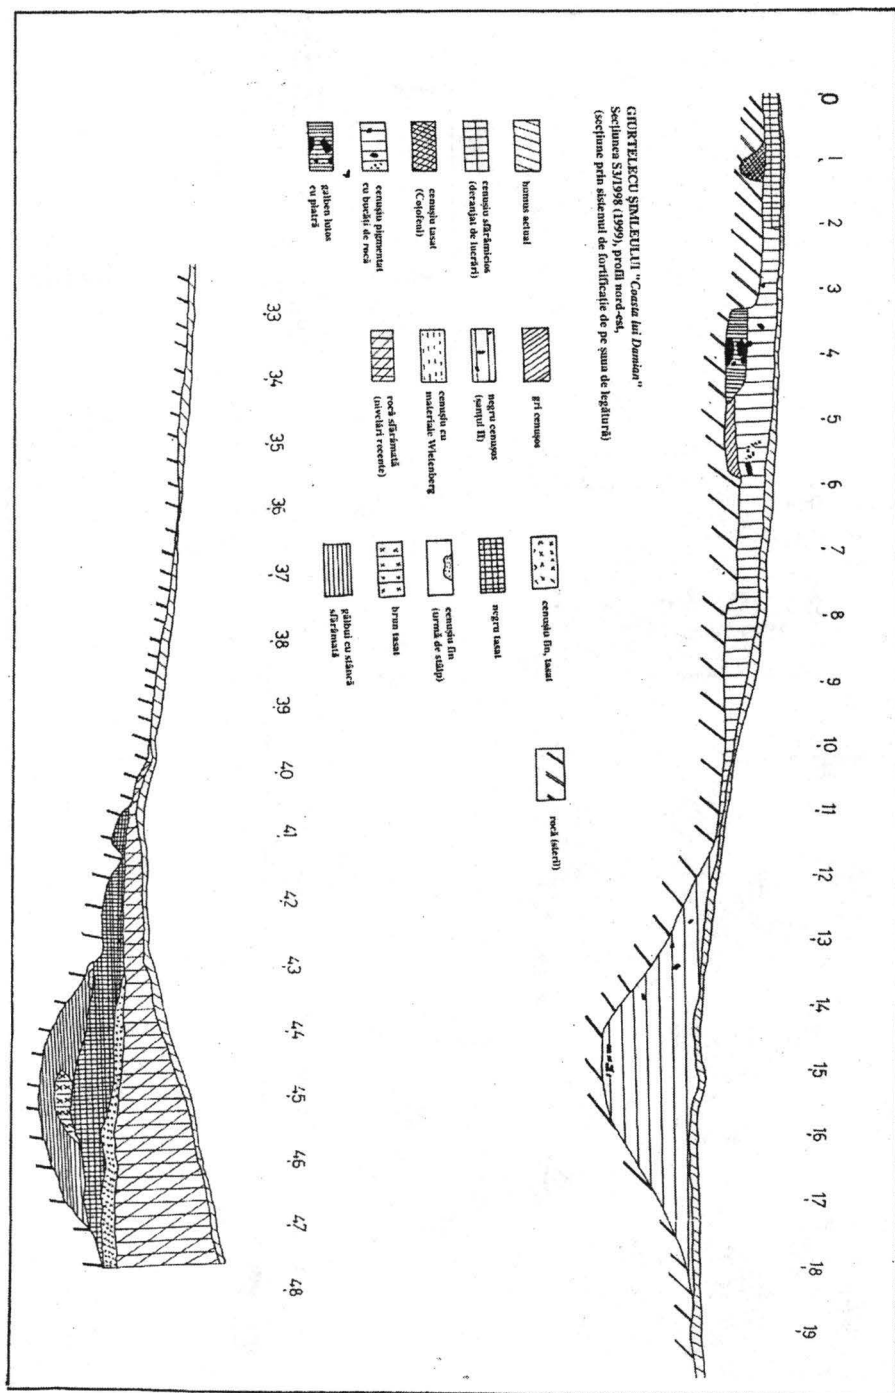 0 1 2 3 4 5 6 7 8 9 10 11 12 13 14 15 16 17 18 19
GIURTELECU ŞIMLEULUI "Coasta lui Damian"
Secţiunea S3/1998 (1999), profil nord-est,
(secţiune prin sistemul de fortificaţie de pe şaua de legătură)
humus actual
gri cenuşos
cenuşiu fin, tasat
rocă (steril)
cenuşiu sfărâmicios
(deranjat de lucrări)
negru cenuşos
(şanţul II)
negru tasat
cenuşiu tasat
(Coţofeni)
cenuşiu cu
materiale Wietenberg
cenuşiu fin
(urmă de stâlp)
cenuşiu pigmentat
cu bucăţi de rocă
rocă sfărâmată
(nivelări recente)
brun tasat
galben lutos
cu piatră
gălbui cu stâncă
sfărâmată
33 34 35 36 37 38 39 40 41 42 43 44 45 46 47 48